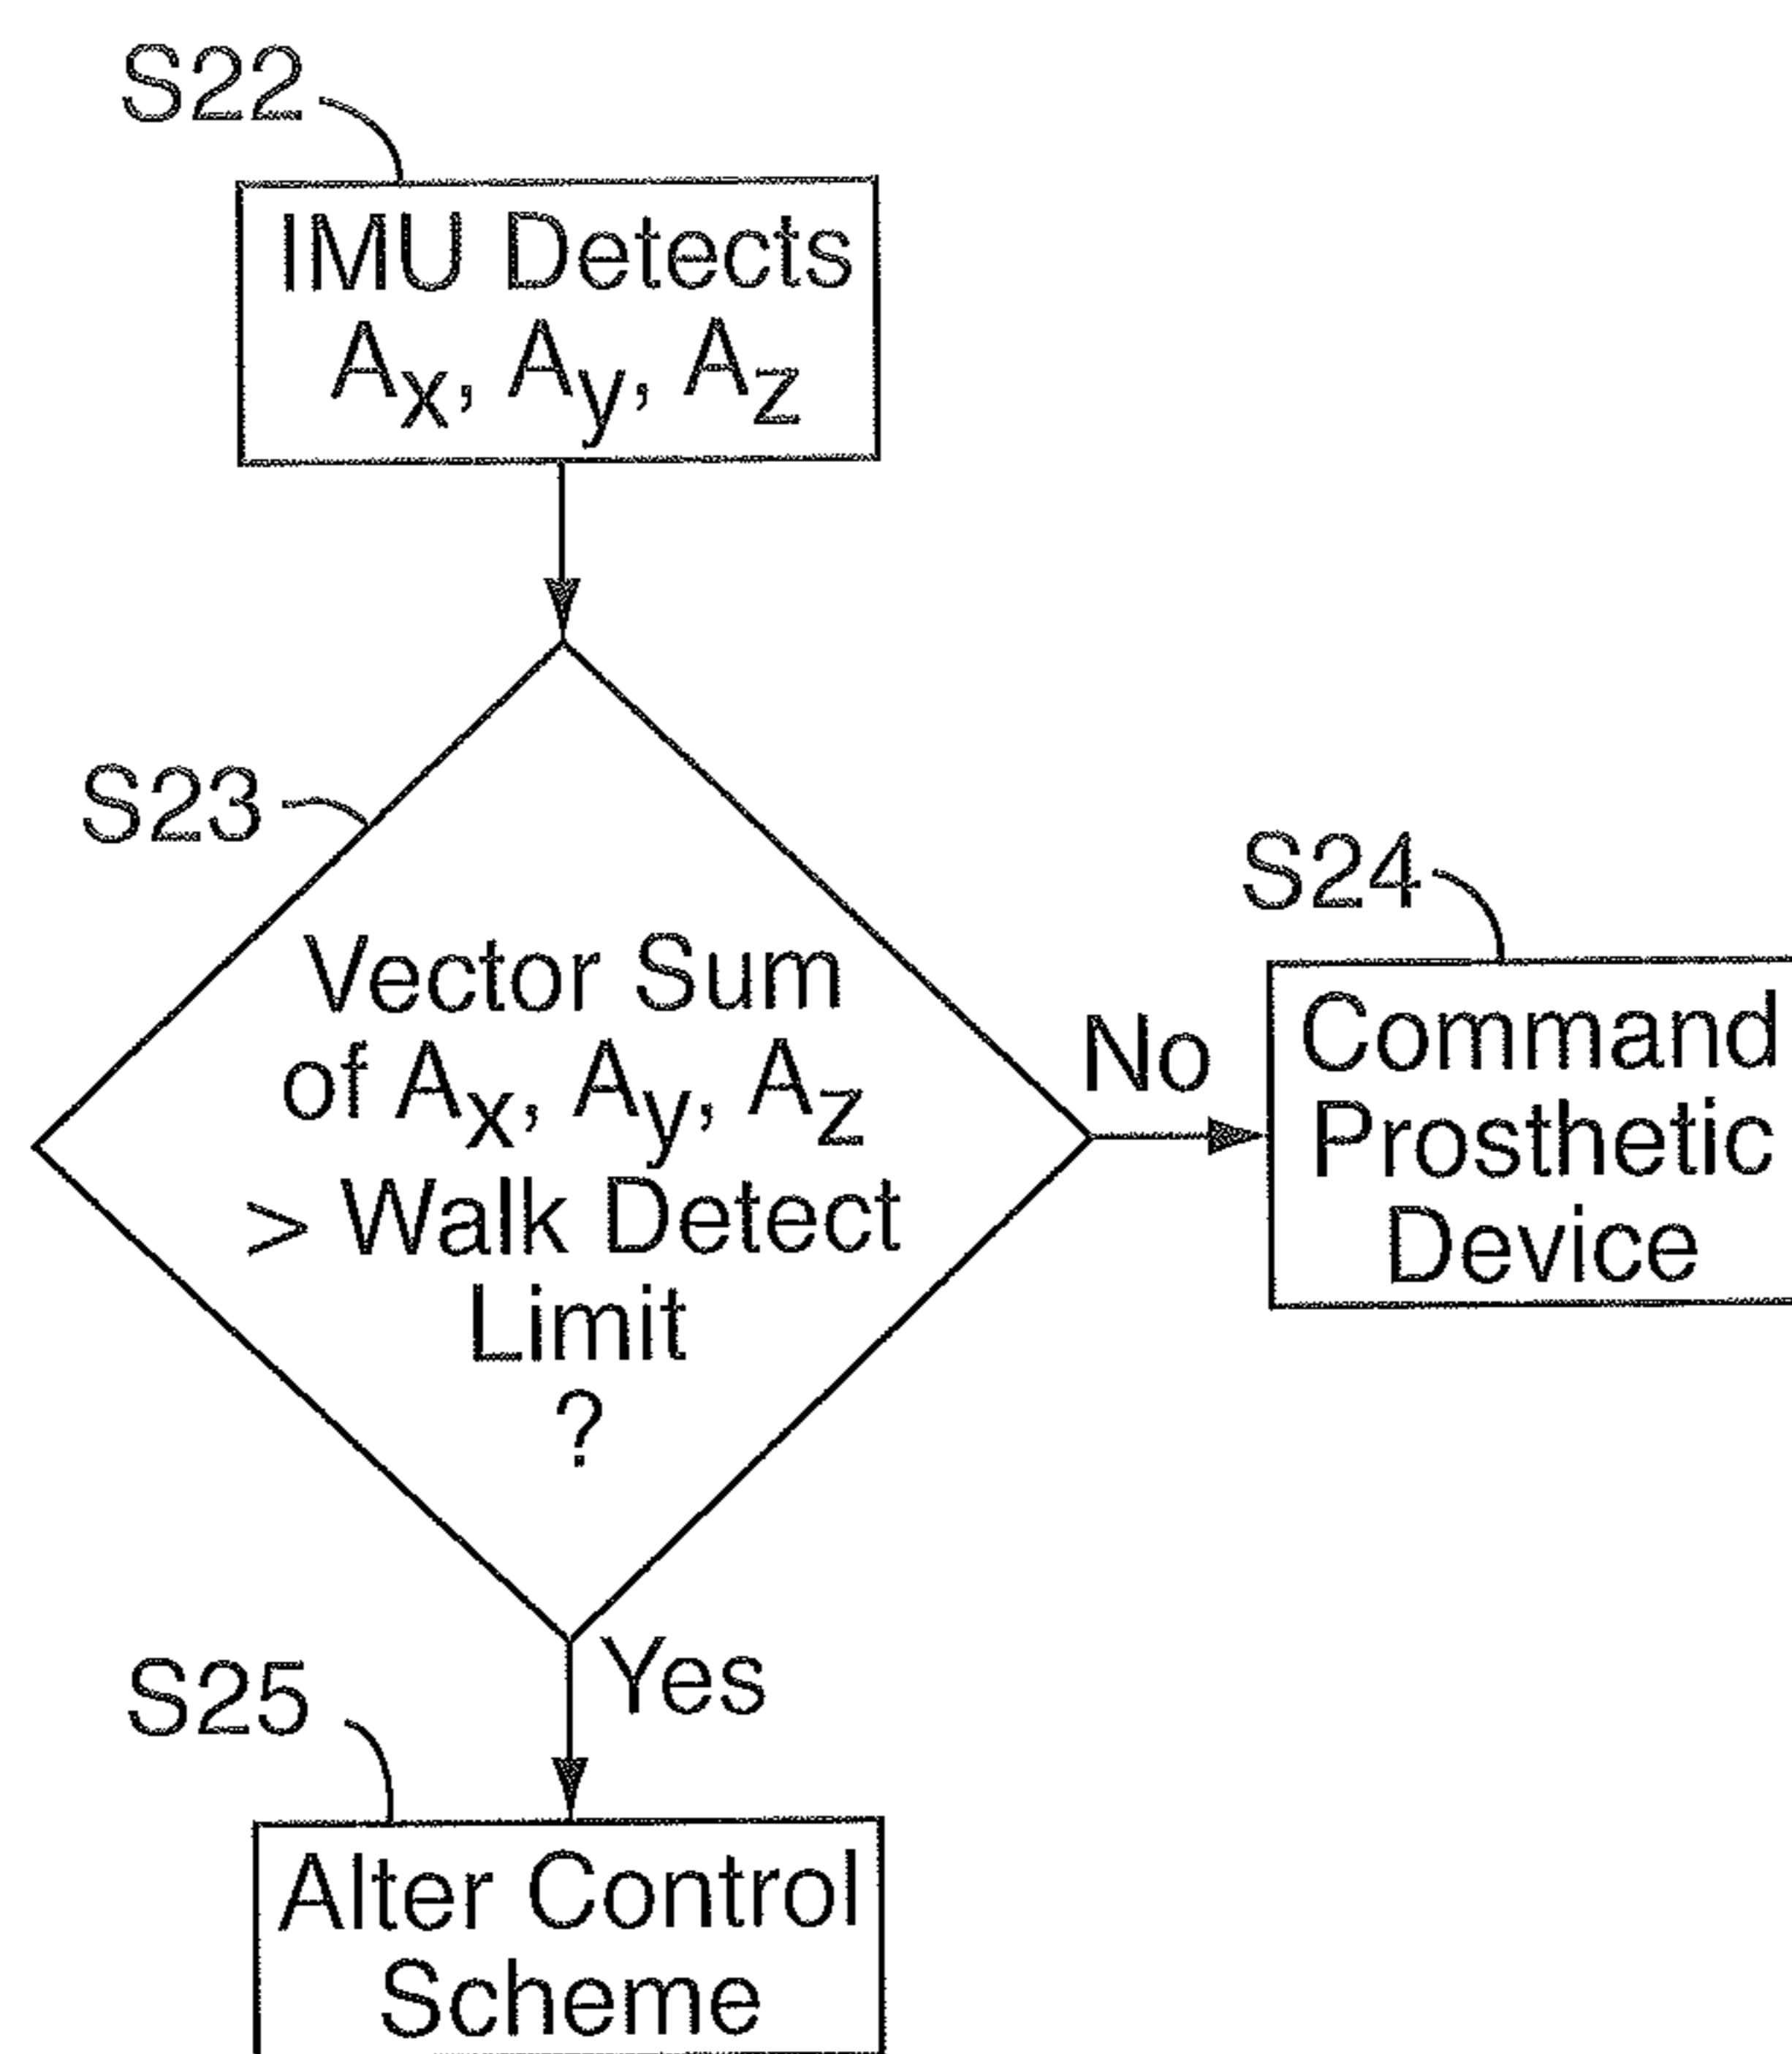 S22
IMU Detects
Ax, Ay, Az
S23
Vector Sum
of Ax, Ay, Az
> Walk Detect
Limit
?
No
S24
Command
Prosthetic
Device
Yes
S25
Alter Control
Scheme